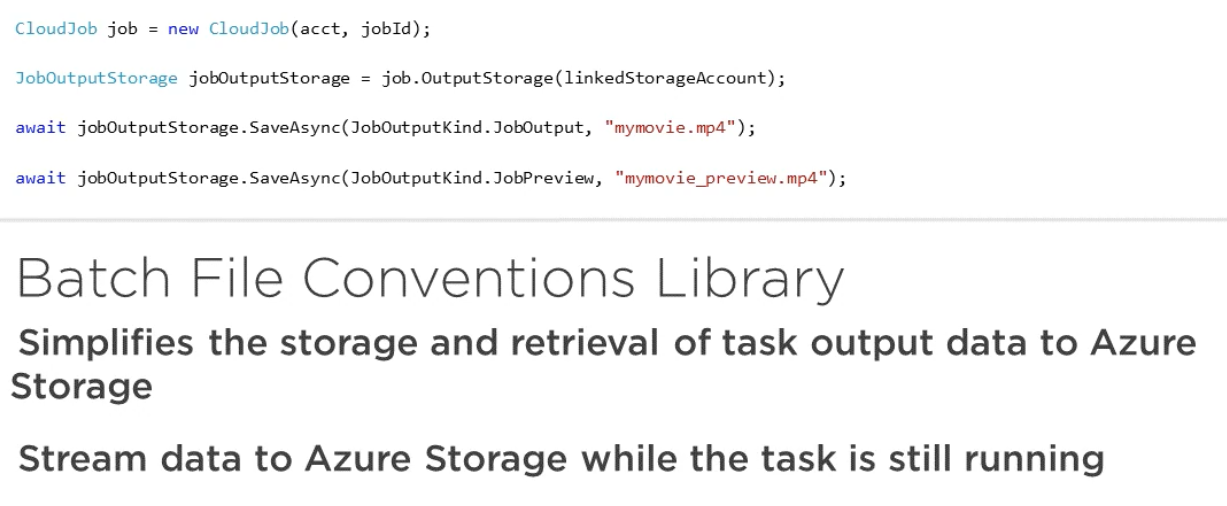 CloudJob job = new CloudJob(acct, jobId);
JobOutputStorage jobOutputStorage = job.OutputStorage(linkedStorageAccount);
await jobOutputStorage.SaveAsync(JobOutputKind.JobOutput, "mymovie.mp4");
await jobOutputStorage.SaveAsync(JobOutputKind.JobPreview, "mymovie_preview.mp4");
Batch File Conventions Library
Simplifies the storage and retrieval of task output data to Azure
Storage
Stream data to Azure Storage while the task is still running